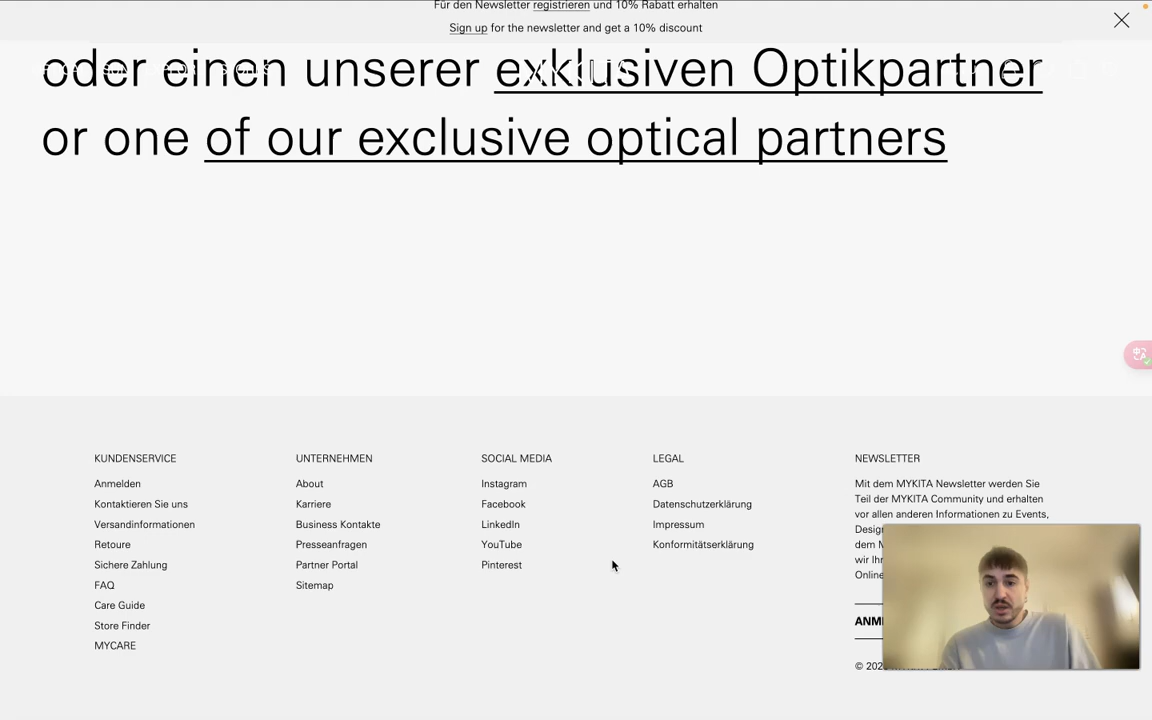 Für den Newsletter registrieren und 10% Rabatt erhalten
Sign up for the newsletter and get a 10% discount
oder einen unserer exklusiven Optikpartner
or one of our exclusive optical partners
KUNDENSERVICE
Anmelden
Kontaktieren Sie uns
Versandinformationen
Retoure
Sichere Zahlung
FAQ
Care Guide
Store Finder
MYCARE
UNTERNEHMEN
About
Karriere
Business Kontakte
Presseanfragen
Partner Portal
Sitemap
SOCIAL MEDIA
Instagram
Facebook
LinkedIn
YouTube
Pinterest
LEGAL
AGB
Datenschutzerklärung
Impressum
Konformitätserklärung
NEWSLETTER
Mit dem MYKITA Newsletter werden Sie
Teil der MYKITA Community und erhalten
vor allen anderen Informationen zu Events,
dem
wir
©